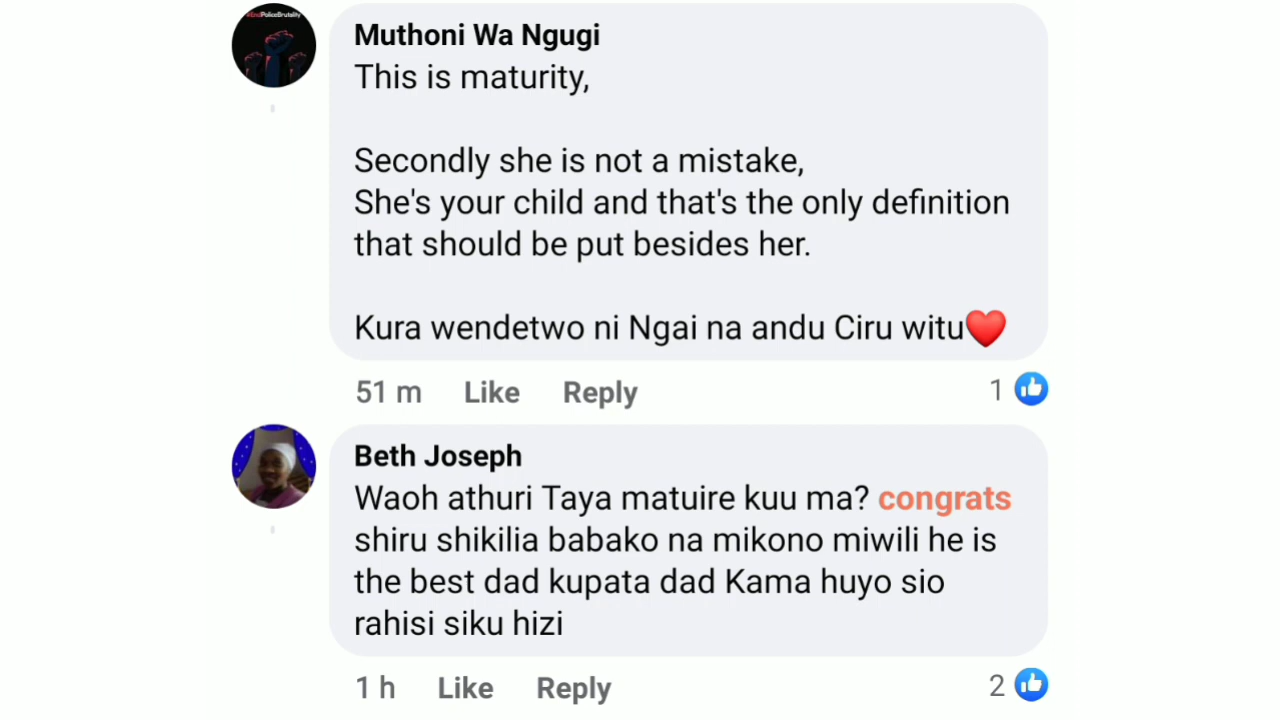 #EndPoliceBrutality
Muthoni Wa Ngugi
This is maturity,
Secondly she is not a mistake,
She's your child and that's the only definition
that should be put besides her.
Kura wendetwo ni Ngai na andu Ciru witu❤️
51 m Like Reply 1
Beth Joseph
Waoh athuri Taya matuire kuu ma? congrats
shiru shikilia babako na mikono miwili he is
the best dad kupata dad Kama huyo sio
rahisi siku hizi
1 h Like Reply 2